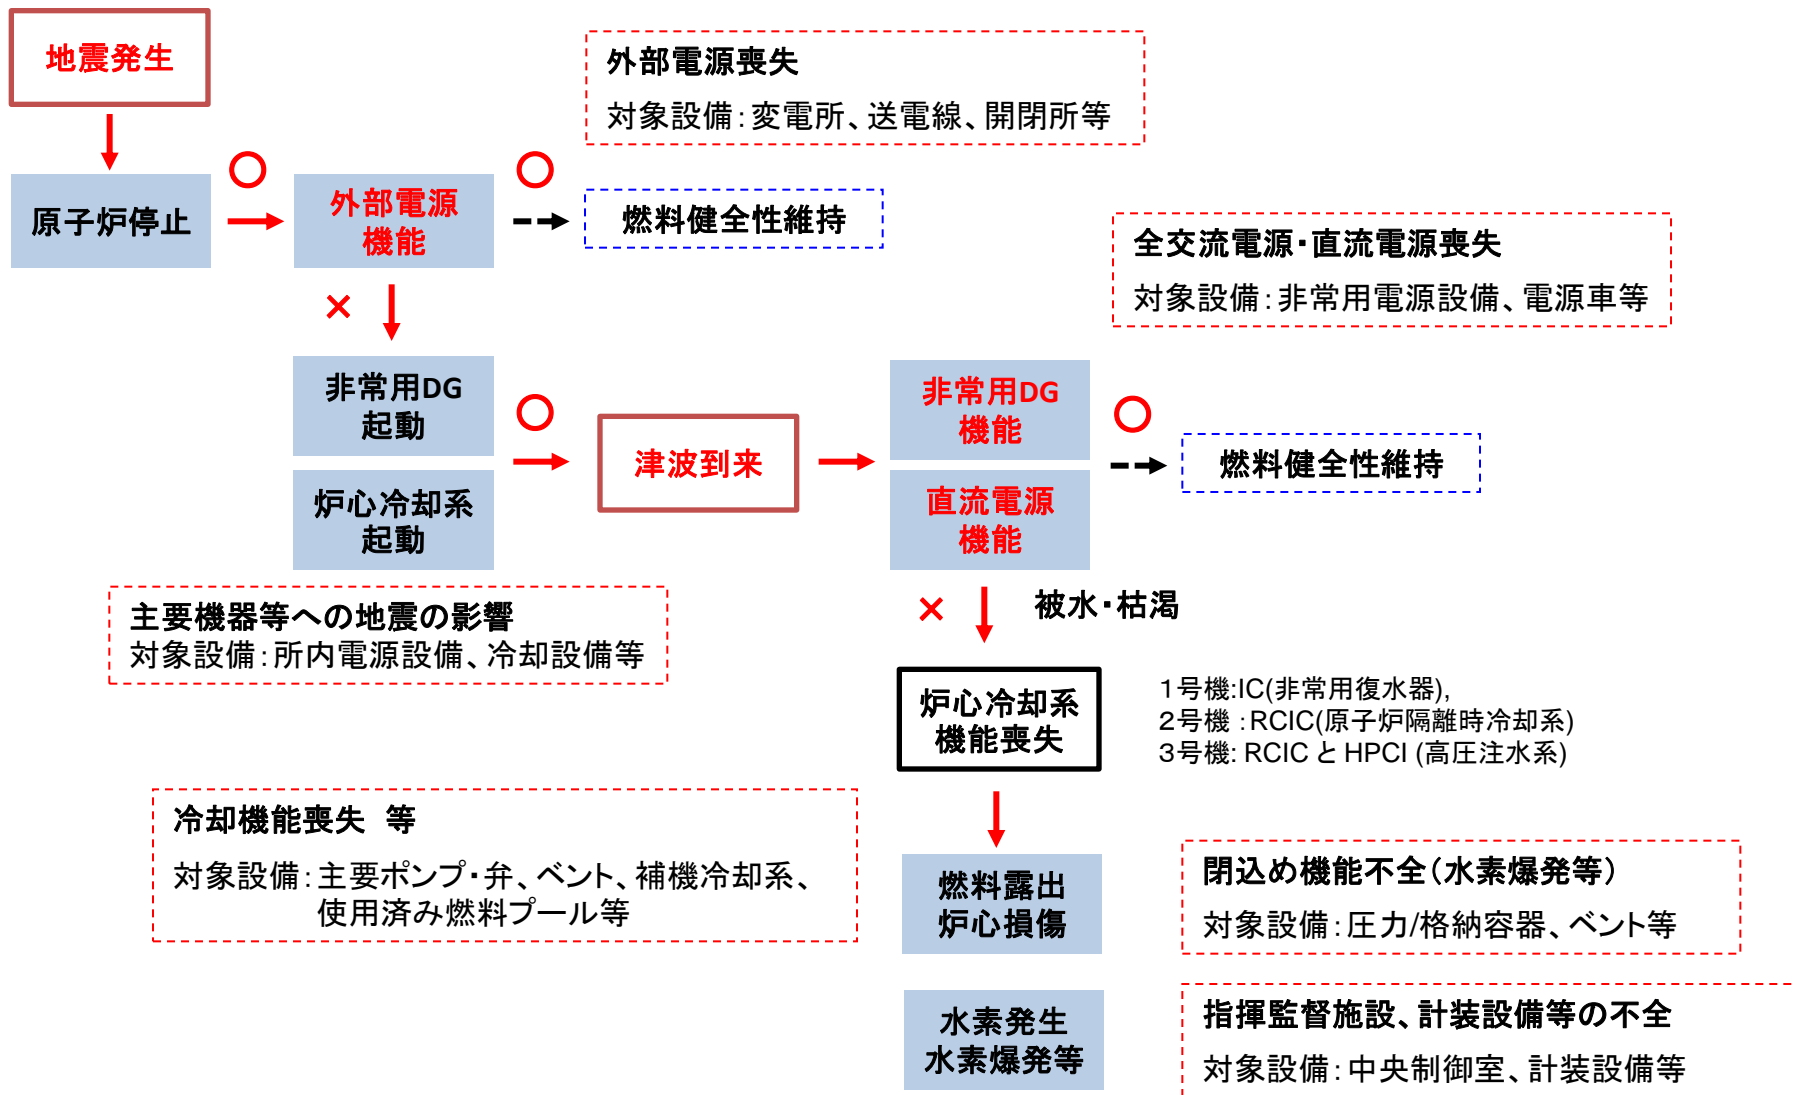 地震発生
外部電源喪失
対象設備：変電所、送電線、開閉所等
原子炉停止
外部電源
機能
燃料健全性維持
全交流電源・直流電源喪失
対象設備：非常用電源設備、電源車等
×
非常用DG
起動
炉心冷却系
起動
津波到来
非常用DG
機能
直流電源
機能
燃料健全性維持
主要機器等への地震の影響
対象設備：所内電源設備、冷却設備等
×
被水・枯渇
炉心冷却系
機能喪失
１号機:IC(非常用復水器),
２号機：RCIC(原子炉隔離時冷却系)
３号機: RCIC と HPCI (高圧注水系)
冷却機能喪失　等
対象設備：主要ポンプ・弁、ベント、補機冷却系、
使用済み燃料プール等
燃料露出
炉心損傷
閉込め機能不全（水素爆発等）
対象設備：圧力/格納容器、ベント等
水素発生
水素爆発等
指揮監督施設、計装設備等の不全
対象設備：中央制御室、計装設備等